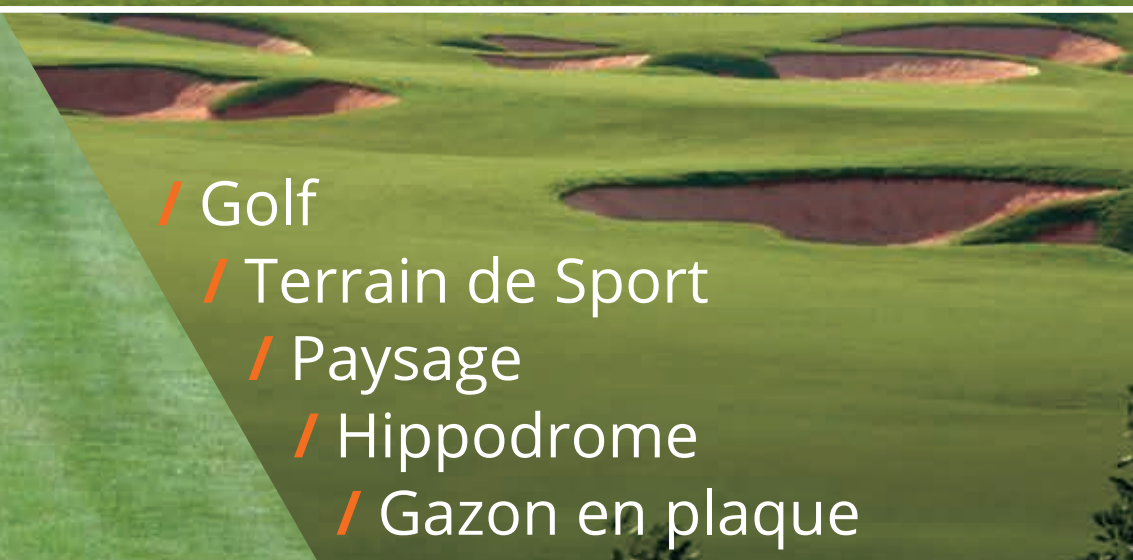 / Golf
/ Terrain de Sport
/ Paysage
/ Hippodrome
/ Gazon en plaque